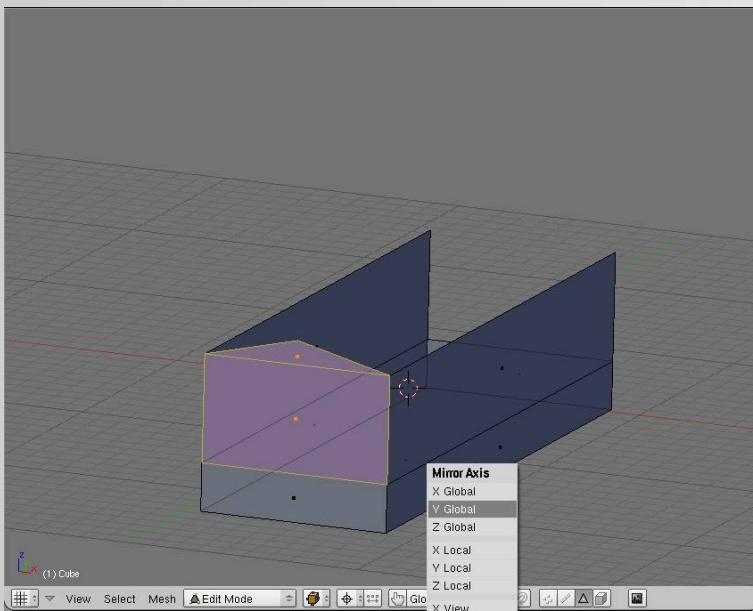 z
x
(1) Cube
Mirror Axis
X Global
Y Global
Z Global
X Local
Y Local
Z Local
X View
View Select Mesh Edit Mode Glo